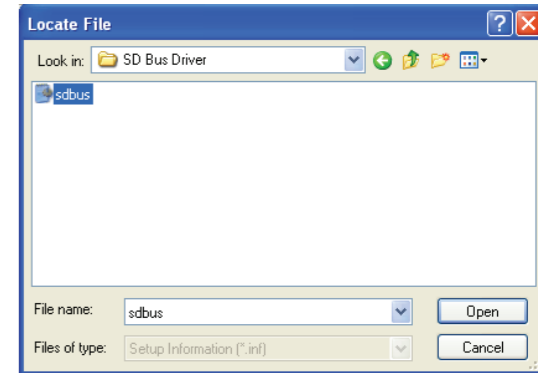 Locate File
Look in: SD Bus Driver
sdbus
File name: sdbus Open
Files of type: Setup Information (*.inf) Cancel